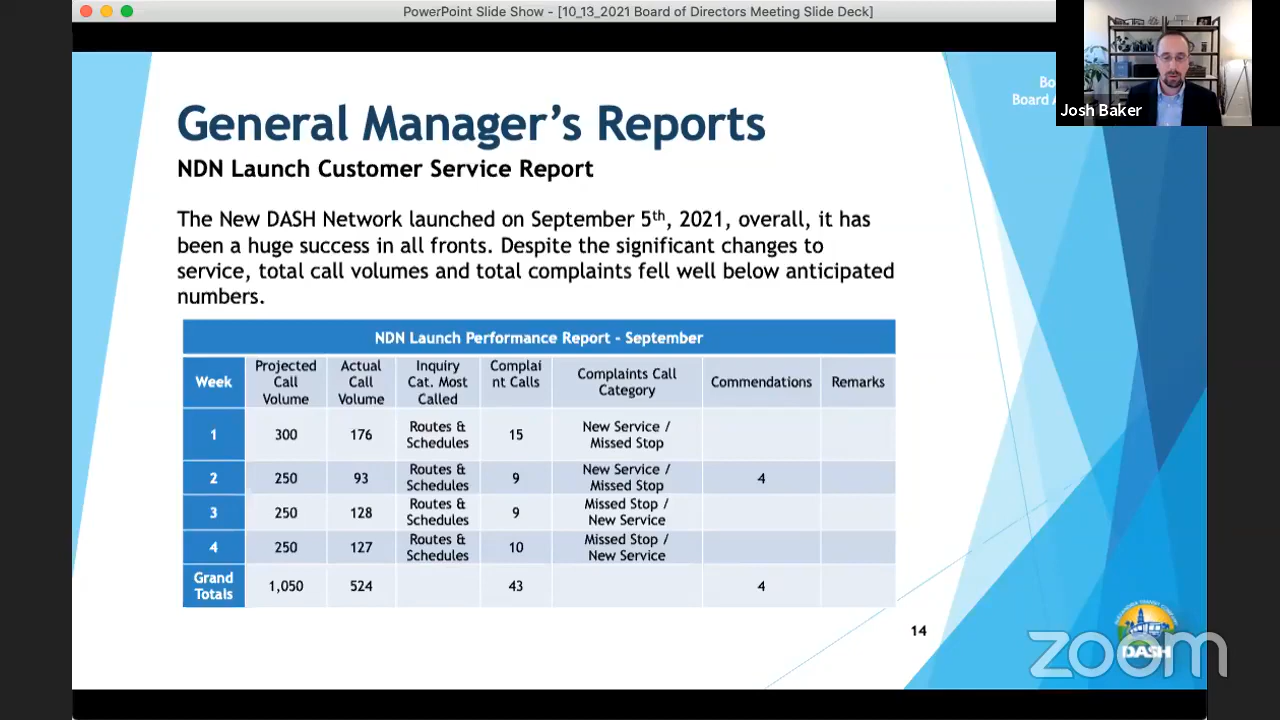 PowerPoint Slide Show - [10_13_2021 Board of Directors Meeting Slide Deck]
Josh Baker
Board
General Manager's Reports
NDN Launch Customer Service Report
The New DASH Network launched on September 5th, 2021, overall, it has
been a huge success in all fronts. Despite the significant changes to
service, total call volumes and total complaints fell well below anticipated
numbers.
NDN Launch Performance Report - September
Week
Projected
Call
Volume
Actual
Call
Volume
Inquiry
Cat. Most
Called
Complai
nt Calls
Complaints Call
Category
Commendations
Remarks
1
300
176
Routes &
Schedules
15
New Service /
Missed Stop
2
250
93
Routes &
Schedules
9
New Service /
Missed Stop
4
3
250
128
Routes &
Schedules
9
Missed Stop /
New Service
4
250
127
Routes &
Schedules
10
Missed Stop /
New Service
Grand
Totals
1,050
524
43
4
14
DASH
zoom